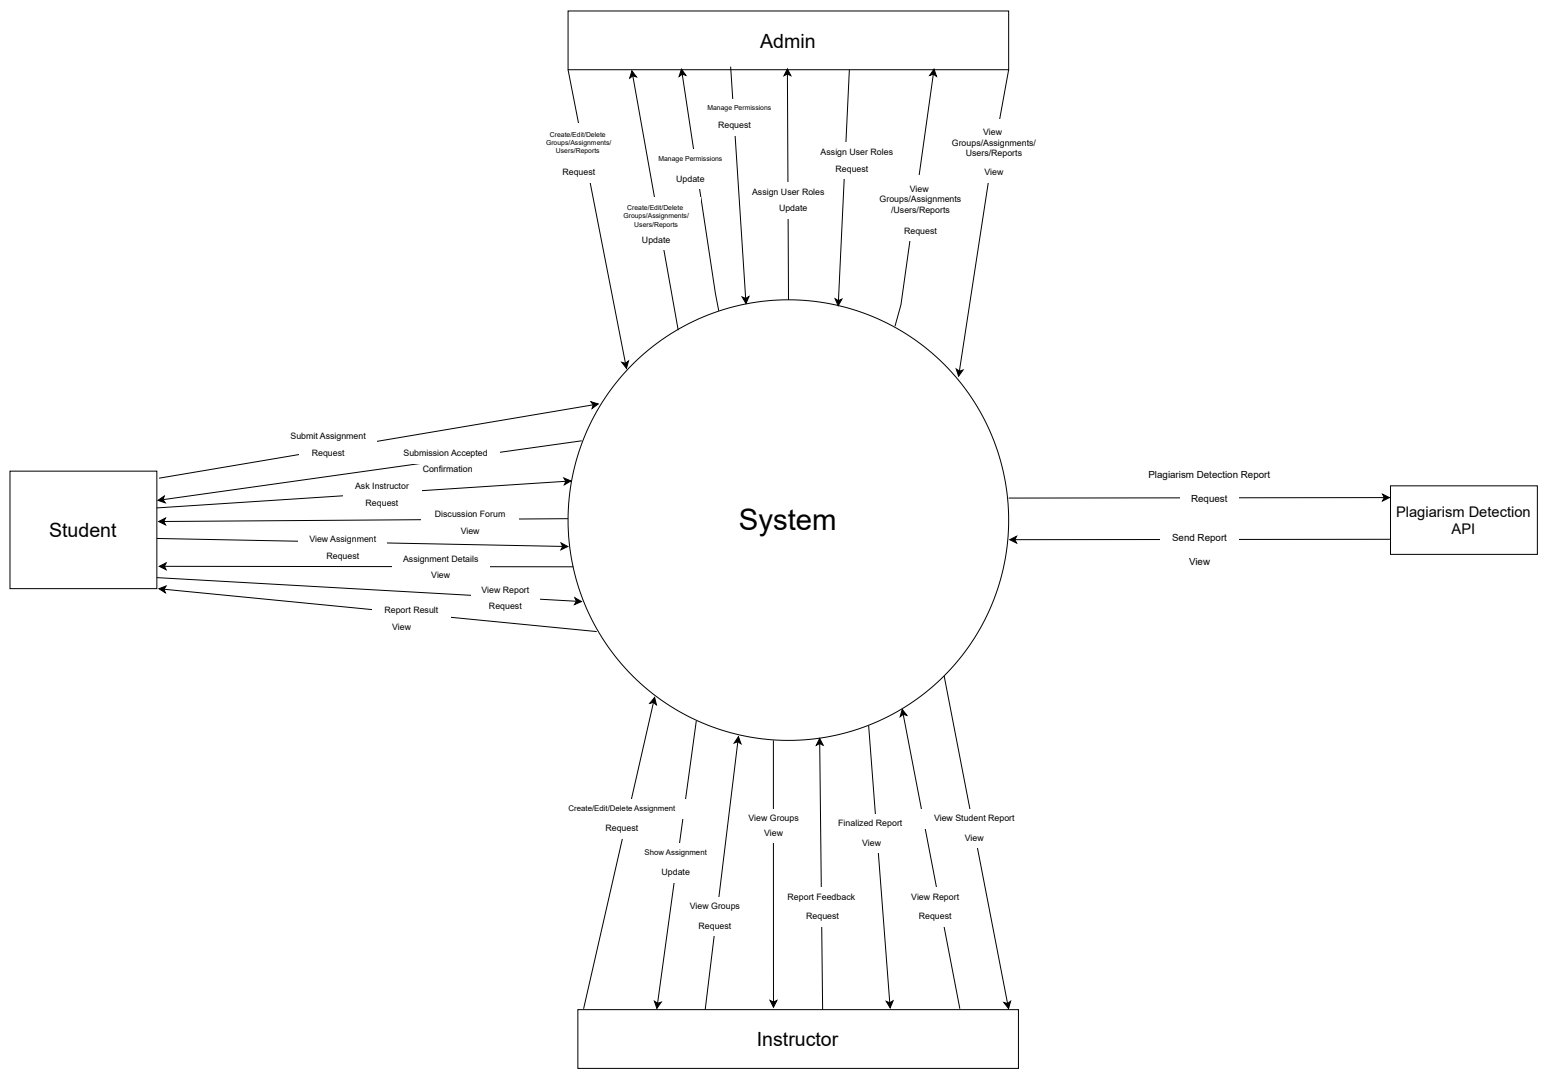 Admin
Create/Edit/Delete
Groups/Assignments/
Users/Reports
Request
Create/Edit/Delete
Groups/Assignments/
Users/Reports
Update
Manage Permissions
Update
Manage Permissions
Request
Assign User Roles
Update
Assign User Roles
Request
View
Groups/Assignments
/Users/Reports
Request
View
Groups/Assignments/
Users/Reports
View
Submit Assignment
Request
Submission Accepted
Confirmation
Ask Instructor
Request
Discussion Forum
View
View Assignment
Request
Assignment Details
View
View Report
Request
Report Result
View
Student
System
Plagiarism Detection Report
Request
Send Report
View
Plagiarism Detection
API
Create/Edit/Delete Assignment
Request
Show Assignment
Update
View Groups
Request
View Groups
View
Report Feedback
Request
Finalized Report
View
View Report
Request
View Student Report
View
Instructor